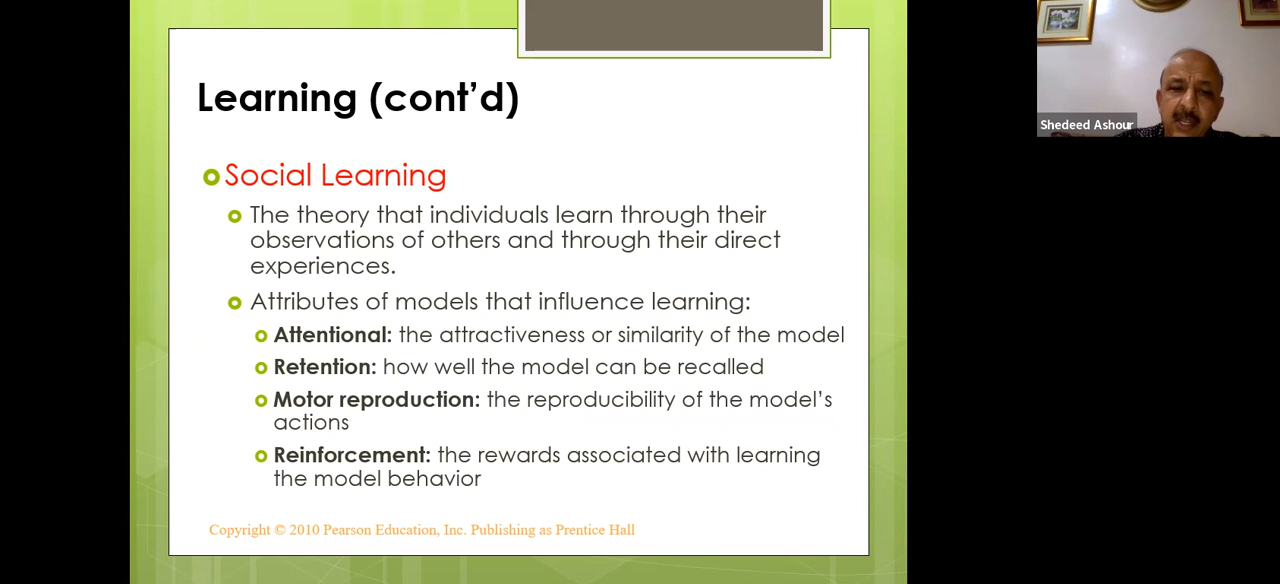 Learning (cont’d)
Social Learning
The theory that individuals learn through their
observations of others and through their direct
experiences.
Attributes of models that influence learning:
Attentional: the attractiveness or similarity of the model
Retention: how well the model can be recalled
Motor reproduction: the reproducibility of the model’s
actions
Reinforcement: the rewards associated with learning
the model behavior
Copyright © 2010 Pearson Education, Inc. Publishing as Prentice Hall
Shedeed Ashour